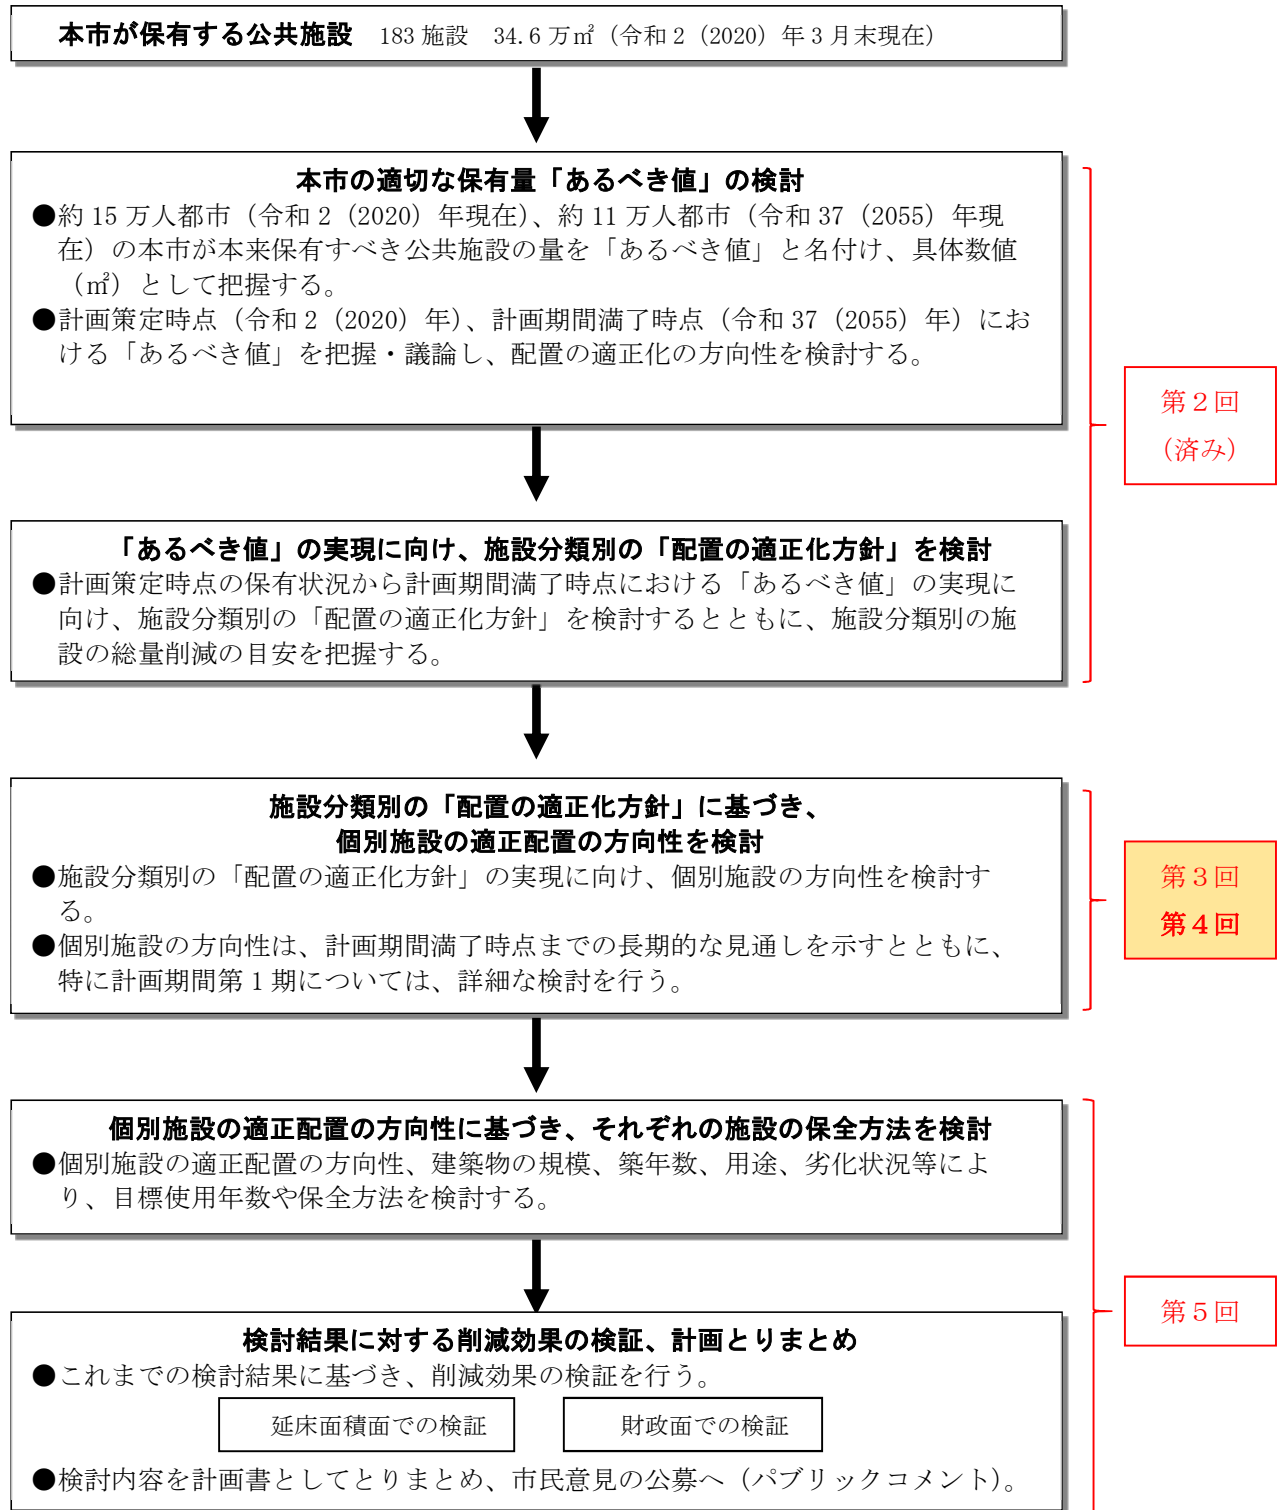 本市が保有する公共施設 183 施設 34.6 万㎡（令和 2（2020）年 3 月末現在）
本市の適切な保有量「あるべき値」の検討
●約 15 万人都市（令和 2（2020）年現在）、約 11 万人都市（令和 37（2055）年現
在）の本市が本来保有すべき公共施設の量を「あるべき値」と名付け、具体数値
（㎡）として把握する。
●計画策定時点（令和 2（2020）年）、計画期間満了時点（令和 37（2055）年）にお
ける「あるべき値」を把握・議論し、配置の適正化の方向性を検討する。
第２回
（済み）
「あるべき値」の実現に向け、施設分類別の「配置の適正化方針」を検討
●計画策定時点の保有状況から計画期間満了時点における「あるべき値」の実現に
向け、施設分類別の「配置の適正化方針」を検討するとともに、施設分類別の施
設の総量削減の目安を把握する。
施設分類別の「配置の適正化方針」に基づき、
個別施設の適正配置の方向性を検討
●施設分類別の「配置の適正化方針」の実現に向け、個別施設の方向性を検討す
る。
●個別施設の方向性は、計画期間満了時点までの長期的な見通しを示すとともに、
特に計画期間第 1 期については、詳細な検討を行う。
第３回
第４回
個別施設の適正配置の方向性に基づき、それぞれの施設の保全方法を検討
●個別施設の適正配置の方向性、建築物の規模、築年数、用途、劣化状況等によ
り、目標使用年数や保全方法を検討する。
第５回
検討結果に対する削減効果の検証、計画とりまとめ
●これまでの検討結果に基づき、削減効果の検証を行う。
延床面積面での検証
財政面での検証
●検討内容を計画書としてとりまとめ、市民意見の公募へ（パブリックコメント）。